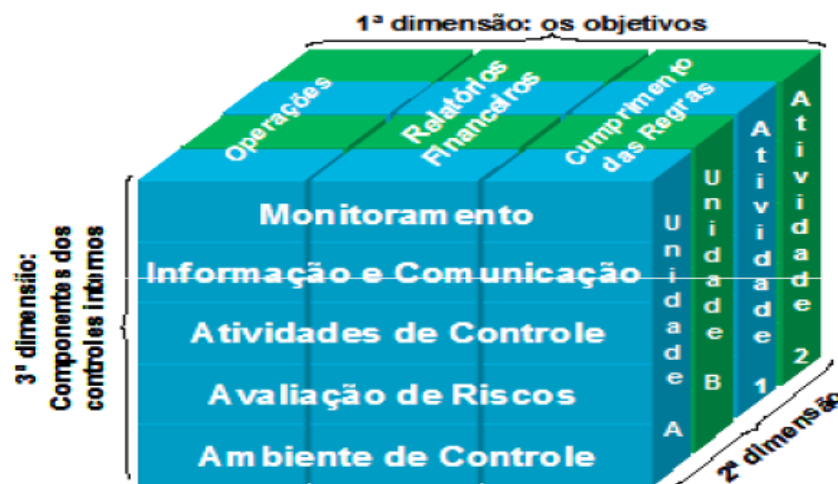 1ª dimensão: os objetivos
Operações
Relatórios
Financeiros
Cumprimento
das Regras
3ª dimensão:
Componentes dos
controles internos
Monitoramento
Informação e Comunicação
Atividades de Controle
Avaliação de Riscos
Ambiente de Controle
Unidade A
Unidade B
Atividade 1
Atividade 2
2ª dimensão